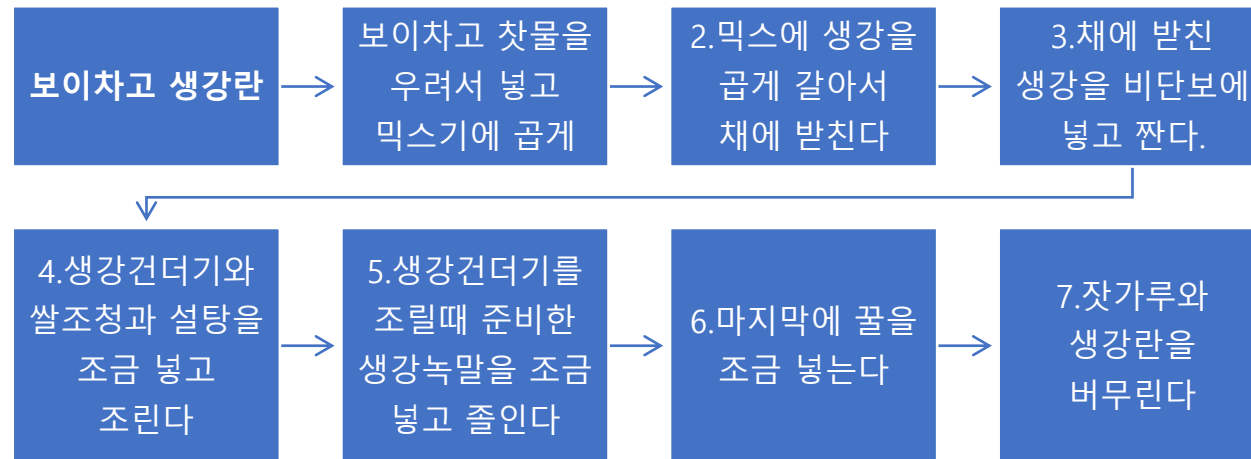 보이차고 생강란
보이차고 찻물을
우려서 넣고
믹스기에 곱게
2.믹스에 생강을
곱게 갈아서
채에 받친다
3.채에 받친
생강을 비단보에
넣고 짠다.
4.생강건더기와
쌀조청과 설탕을
조금 넣고
조린다
5.생강건더기를
조릴때 준비한
생강녹말을 조금
넣고 졸인다
6.마지막에 꿀을
조금 넣는다
7.잣가루와
생강란을
버무린다